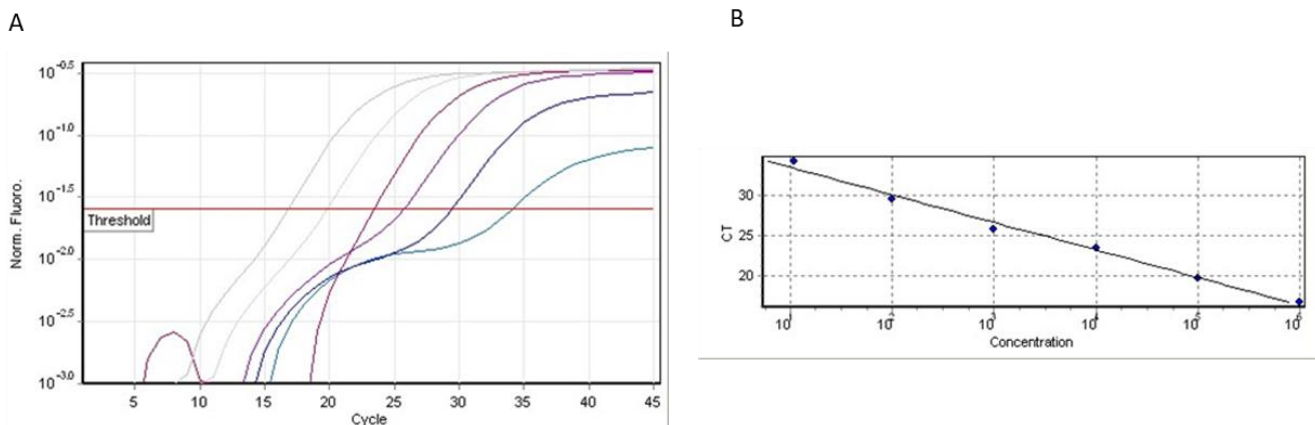 A
B
10^-0.5
10^-1.0
10^-1.5
Threshold
10^-2.0
10^-2.5
10^-3.0
Norm. Fluoro.
5 10 15 20 25 30 35 40 45
Cycle
30
25
20
CT
10^1 10^2 10^3 10^4 10^5 10^6
Concentration